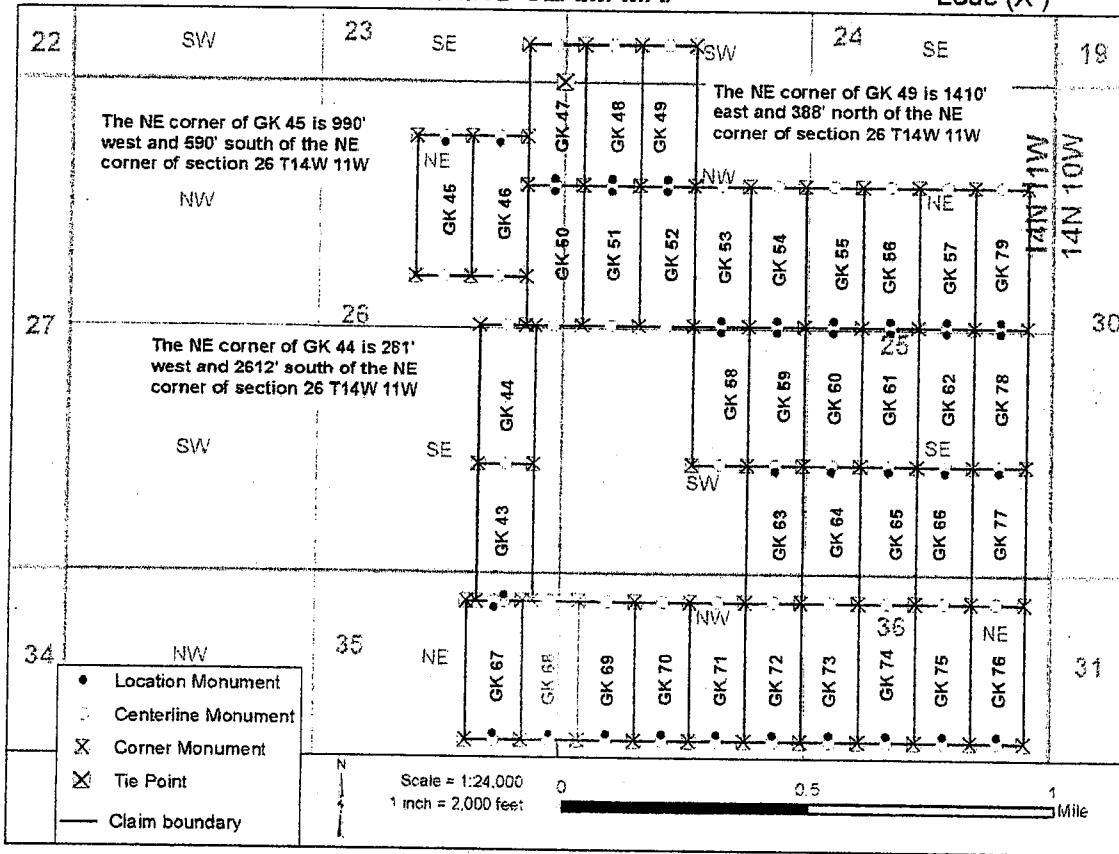 Lode (X )
22
SW
23
SE
SW
24
SE
19
The NE corner of GK 45 is 990'
west and 590' south of the NE
corner of section 26 T14W 11W
The NE corner of GK 49 is 1410'
east and 388' north of the NE
corner of section 26 T14W 11W
GK 47
GK 48
GK 49
NE
NW
NW
NE
14N 11W
14N 10W
GK 45
GK 46
GK 50
GK 51
GK 52
GK 53
GK 54
GK 55
GK 56
GK 57
GK 79
27
26
25
30
The NE corner of GK 44 is 281'
west and 2612' south of the NE
corner of section 26 T14W 11W
GK 44
GK 58
GK 59
GK 60
GK 61
GK 62
GK 78
SW
SE
SW
SE
GK 43
GK 63
GK 64
GK 65
GK 66
GK 77
34
NW
35
NE
NW
36
NE
31
GK 67
GK 68
GK 69
GK 70
GK 71
GK 72
GK 73
GK 74
GK 75
GK 76
Location Monument
Centerline Monument
Corner Monument
Tie Point
Claim boundary
N
Scale = 1:24,000
1 inch = 2,000 feet
0
0.5
1
Mile